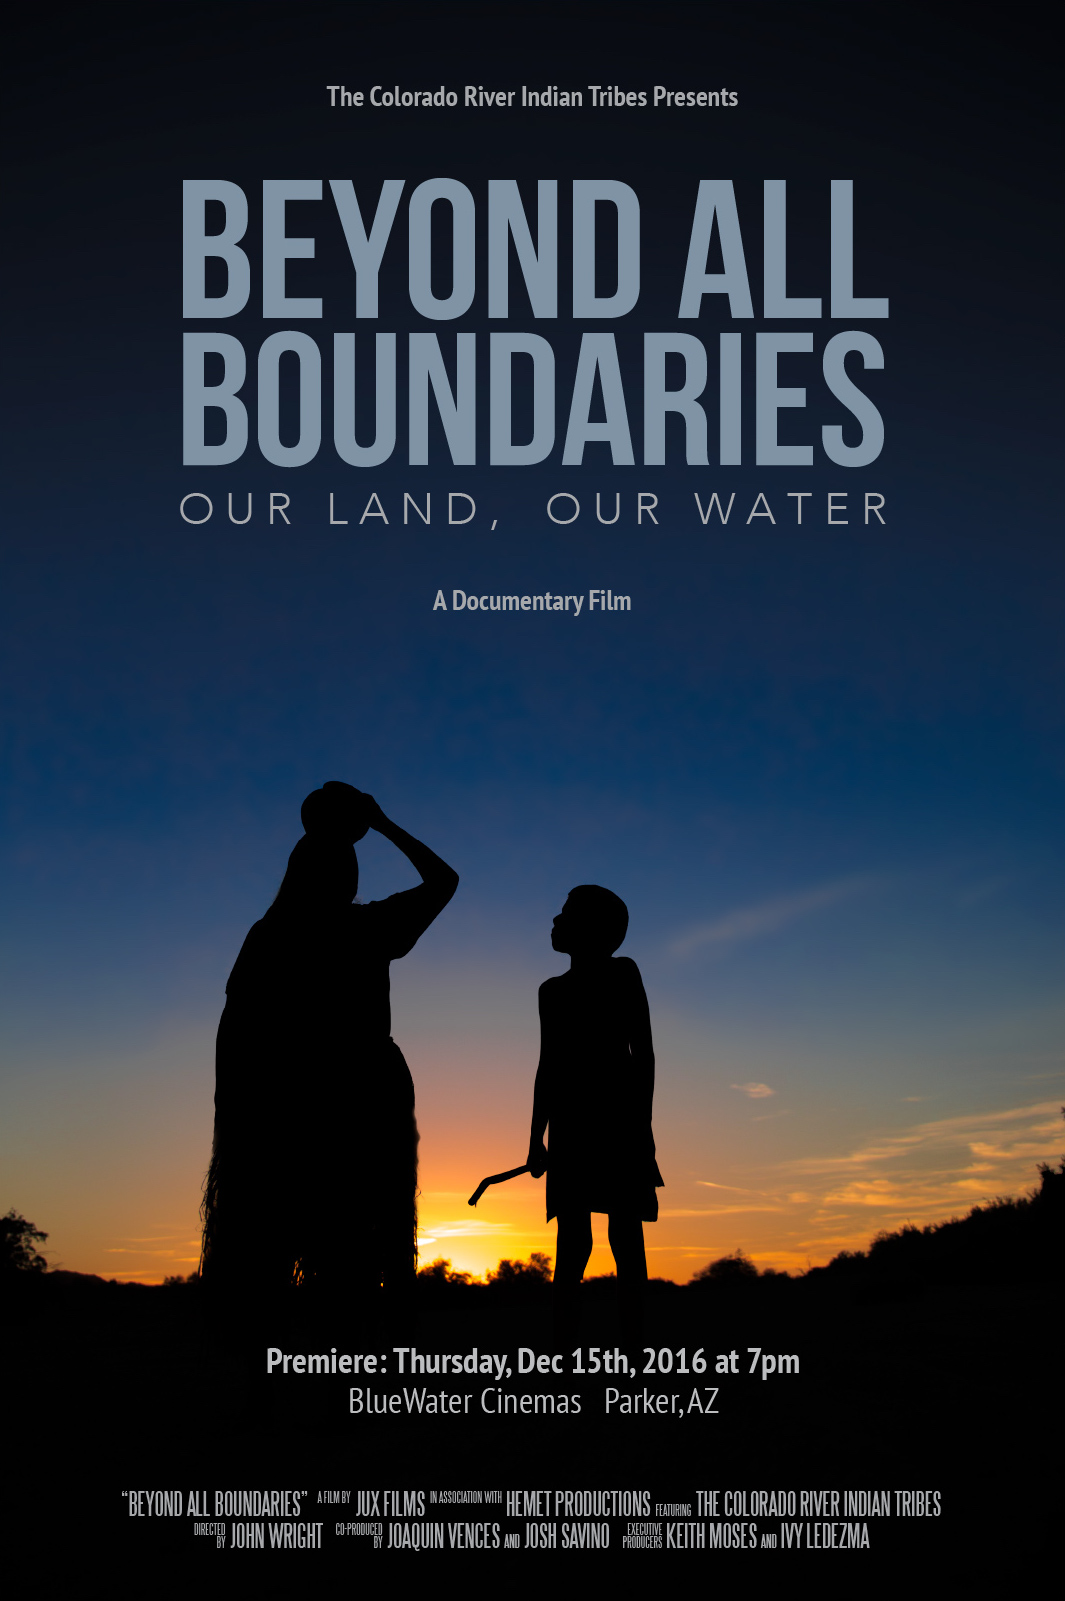 The Colorado River Indian Tribes Presents
BEYOND ALL
BOUNDARIES
OUR LAND, OUR WATER
A Documentary Film
Premiere: Thursday, Dec 15th, 2016 at 7pm
BlueWater Cinemas Parker, AZ
“BEYOND ALL BOUNDARIES” A FILM BY JUX FILMS IN ASSOCIATION WITH HEMET PRODUCTIONS FEATURING THE COLORADO RIVER INDIAN TRIBES
DIRECTED BY JOHN WRIGHT CO-PRODUCED BY JOAQUIN VENCES AND JOSH SAVINO EXECUTIVE PRODUCERS KEITH MOSES AND IVY LEDEZMA